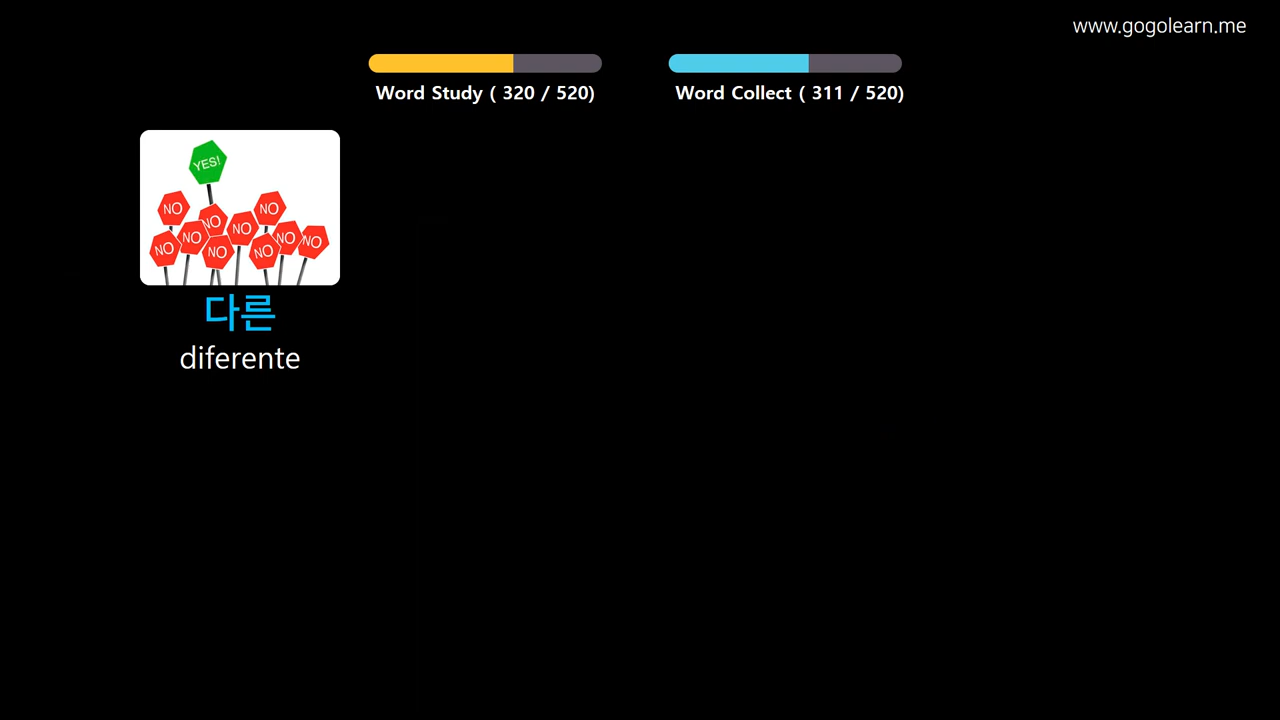 www.gogolearn.me
Word Study ( 320 / 520)
Word Collect ( 311 / 520)
YES!
NO
NO
NO
NO
NO
NO
NO
NO
NO
NO
다른
diferente